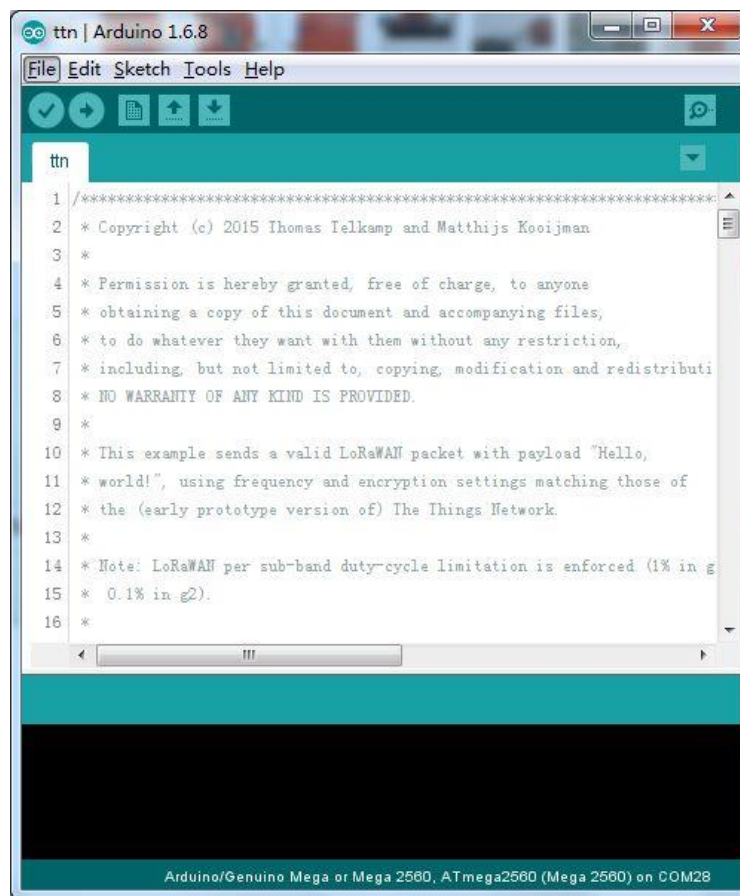 ttn | Arduino 1.6.8
File Edit Sketch Tools Help
ttn
1 /************************************************************************
2 * Copyright (c) 2015 Thomas Telkamp and Matthijs Kooijman
3 *
4 * Permission is hereby granted, free of charge, to anyone
5 * obtaining a copy of this document and accompanying files,
6 * to do whatever they want with them without any restriction,
7 * including, but not limited to, copying, modification and redistributi
8 * NO WARRANTY OF ANY KIND IS PROVIDED.
9 *
10 * This example sends a valid LoRaWAN packet with payload "Hello,
11 * world!", using frequency and encryption settings matching those of
12 * the (early prototype version of) The Things Network.
13 *
14 * Note: LoRaWAN per sub-band duty-cycle limitation is enforced (1% in g
15 *  0.1% in g2).
16 *
Arduino/Genuino Mega or Mega 2560, ATmega2560 (Mega 2560) on COM28